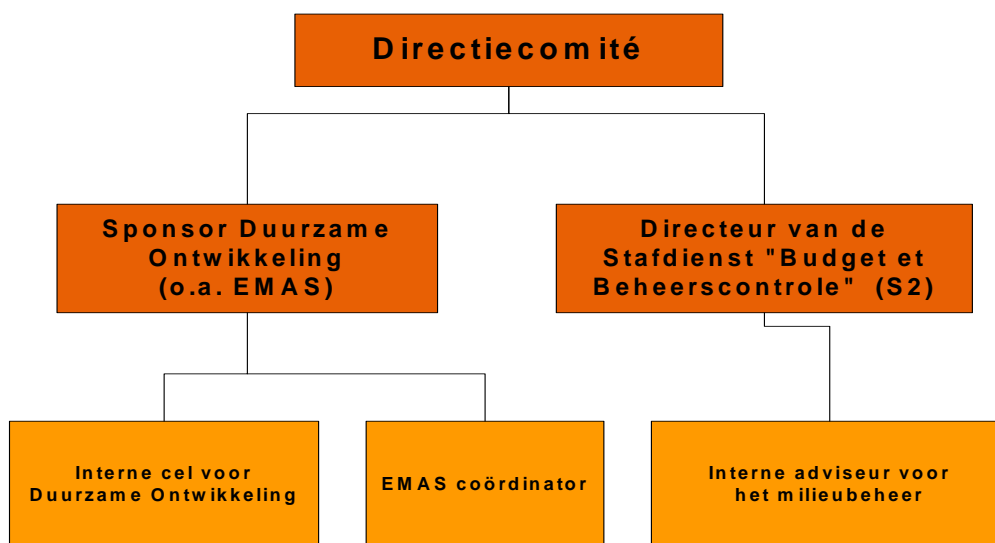 Directiecomité
Sponsor Duurzame
Ontwikkeling
(o.a. EMAS)
Directeur van de
Stafdienst "Budget et
Beheerscontrole" (S2)
Interne cel voor
Duurzame Ontwikkeling
EMAS coördinator
Interne adviseur voor
het milieubeheer